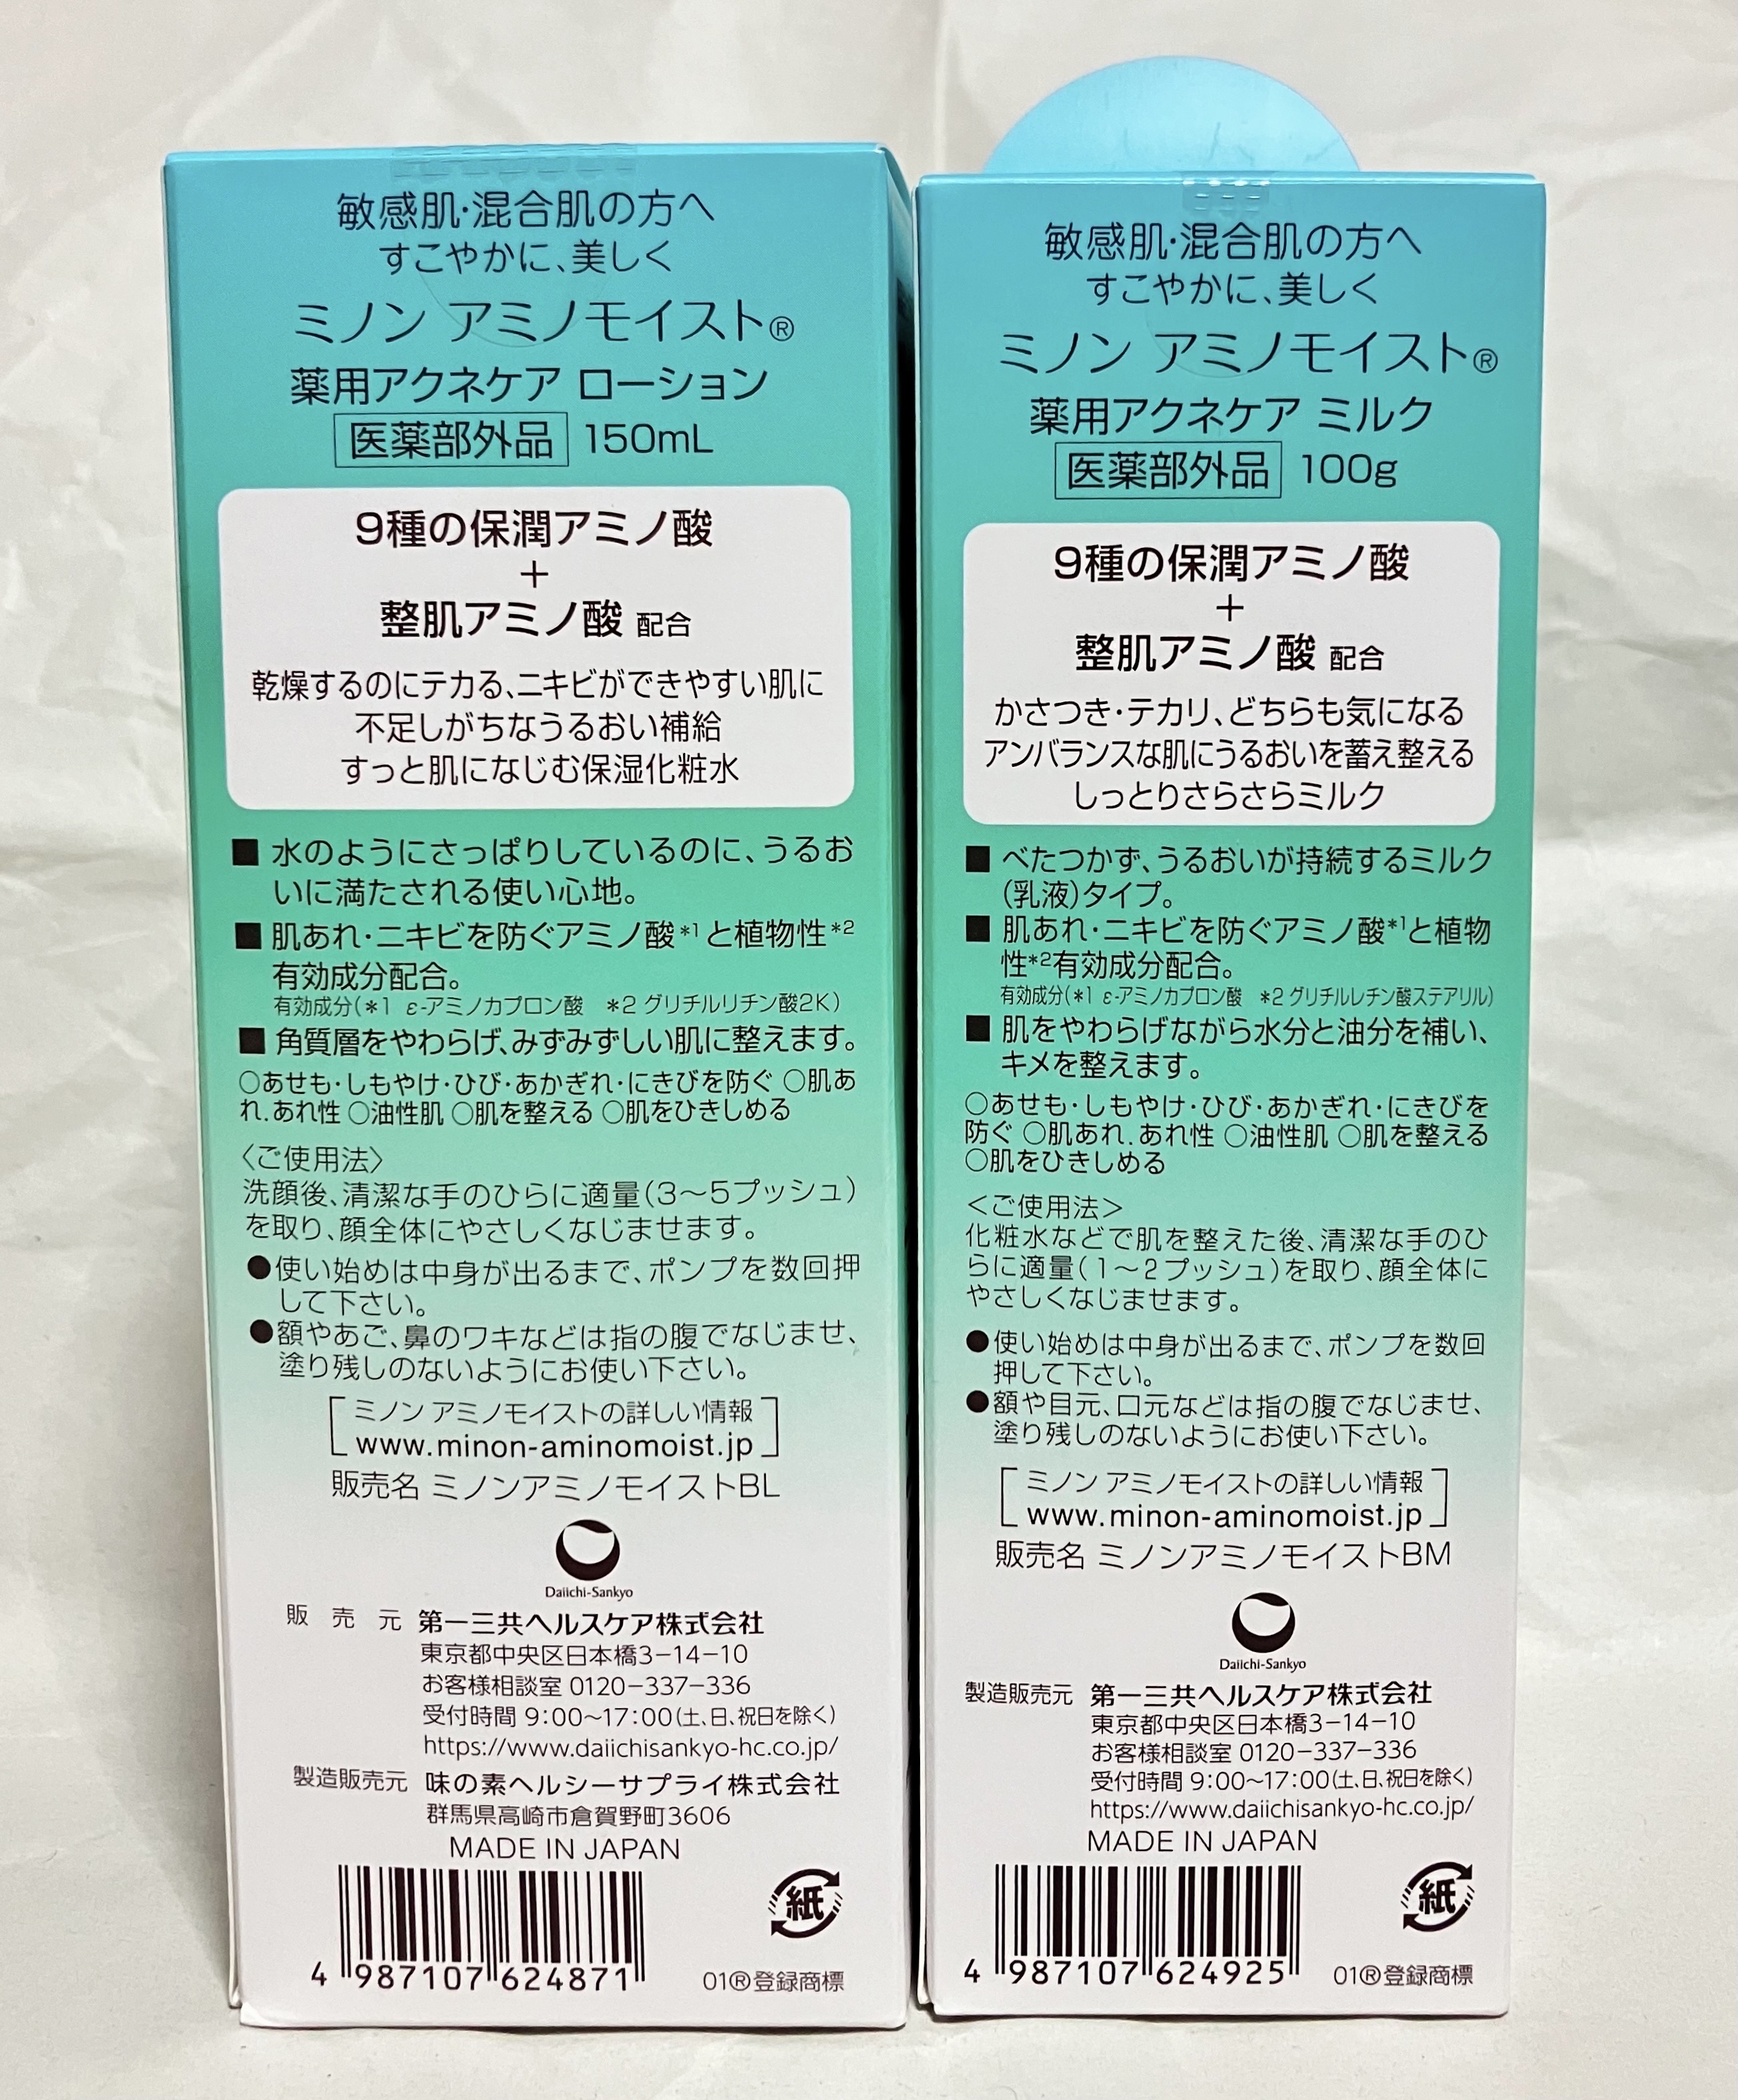 敏感肌・混合肌の方へ
すこやかに、美しく
ミノン アミノモイスト®
薬用アクネケア ローション
医薬部外品 150mL
9種の保潤アミノ酸
+
整肌アミノ酸 配合
乾燥するのにテカる、ニキビができやすい肌に
不足しがちなうるおい補給
すっと肌になじむ保湿化粧水
■ 水のようにさっぱりしているのに、うるお
いに満たされる使い心地。
■ 肌あれ・ニキビを防ぐアミノ酸*1と植物性*2
有効成分配合。
有効成分(*1 ε-アミノカプロン酸 *2 グリチルリチン酸2K)
■ 角質層をやわらげ、みずみずしい肌に整えます。
○あせも・しもやけ・ひび・あかぎれ・にきびを防ぐ ○肌あ
れ.あれ性 ○油性肌 ○肌を整える ○肌をひきしめる
〈ご使用法〉
洗顔後、清潔な手のひらに適量(3〜5プッシュ)
を取り、顔全体にやさしくなじませます。
●使い始めは中身が出るまで、ポンプを数回押
して下さい。
●額やあご、鼻のワキなどは指の腹でなじませ、
塗り残しのないようにお使い下さい。
ミノン アミノモイストの詳しい情報
www.minon-aminomoist.jp
販売名 ミノンアミノモイストBL
Daiichi-Sankyo
販売元 第一三共ヘルスケア株式会社
東京都中央区日本橋3-14-10
お客様相談室 0120-337-336
受付時間 9:00〜17:00(土、日、祝日を除く)
https://www.daiichisankyo-hc.co.jp/
製造販売元 味の素ヘルシーサプライ株式会社
群馬県高崎市倉賀野町3606
MADE IN JAPAN
紙
4 987107 624871
01®登録商標
敏感肌・混合肌の方へ
すこやかに、美しく
ミノン アミノモイスト®
薬用アクネケア ミルク
医薬部外品 100g
9種の保潤アミノ酸
+
整肌アミノ酸 配合
かさつき・テカリ、どちらも気になる
アンバランスな肌にうるおいを蓄え整える
しっとりさらさらミルク
■ べたつかず、うるおいが持続するミルク
(乳液)タイプ。
■ 肌あれ・ニキビを防ぐアミノ酸*1と植物
性*2有効成分配合。
有効成分(*1 ε-アミノカプロン酸 *2 グリチルレチン酸ステアリル)
■ 肌をやわらげながら水分と油分を補い、
キメを整えます。
○あせも・しもやけ・ひび・あかぎれ・にきびを
防ぐ ○肌あれ.あれ性 ○油性肌 ○肌を整える
○肌をひきしめる
<ご使用法>
化粧水などで肌を整えた後、清潔な手のひ
らに適量(1〜2プッシュ)を取り、顔全体に
やさしくなじませます。
●使い始めは中身が出るまで、ポンプを数回
押して下さい。
●額や目元、口元などは指の腹でなじませ、
塗り残しのないようにお使い下さい。
ミノン アミノモイストの詳しい情報
www.minon-aminomoist.jp
販売名 ミノンアミノモイストBM
Daiichi-Sankyo
製造販売元 第一三共ヘルスケア株式会社
東京都中央区日本橋3-14-10
お客様相談室 0120-337-336
受付時間 9:00〜17:00(土、日、祝日を除く)
https://www.daiichisankyo-hc.co.jp/
MADE IN JAPAN
紙
4 987107 624925
01®登録商標